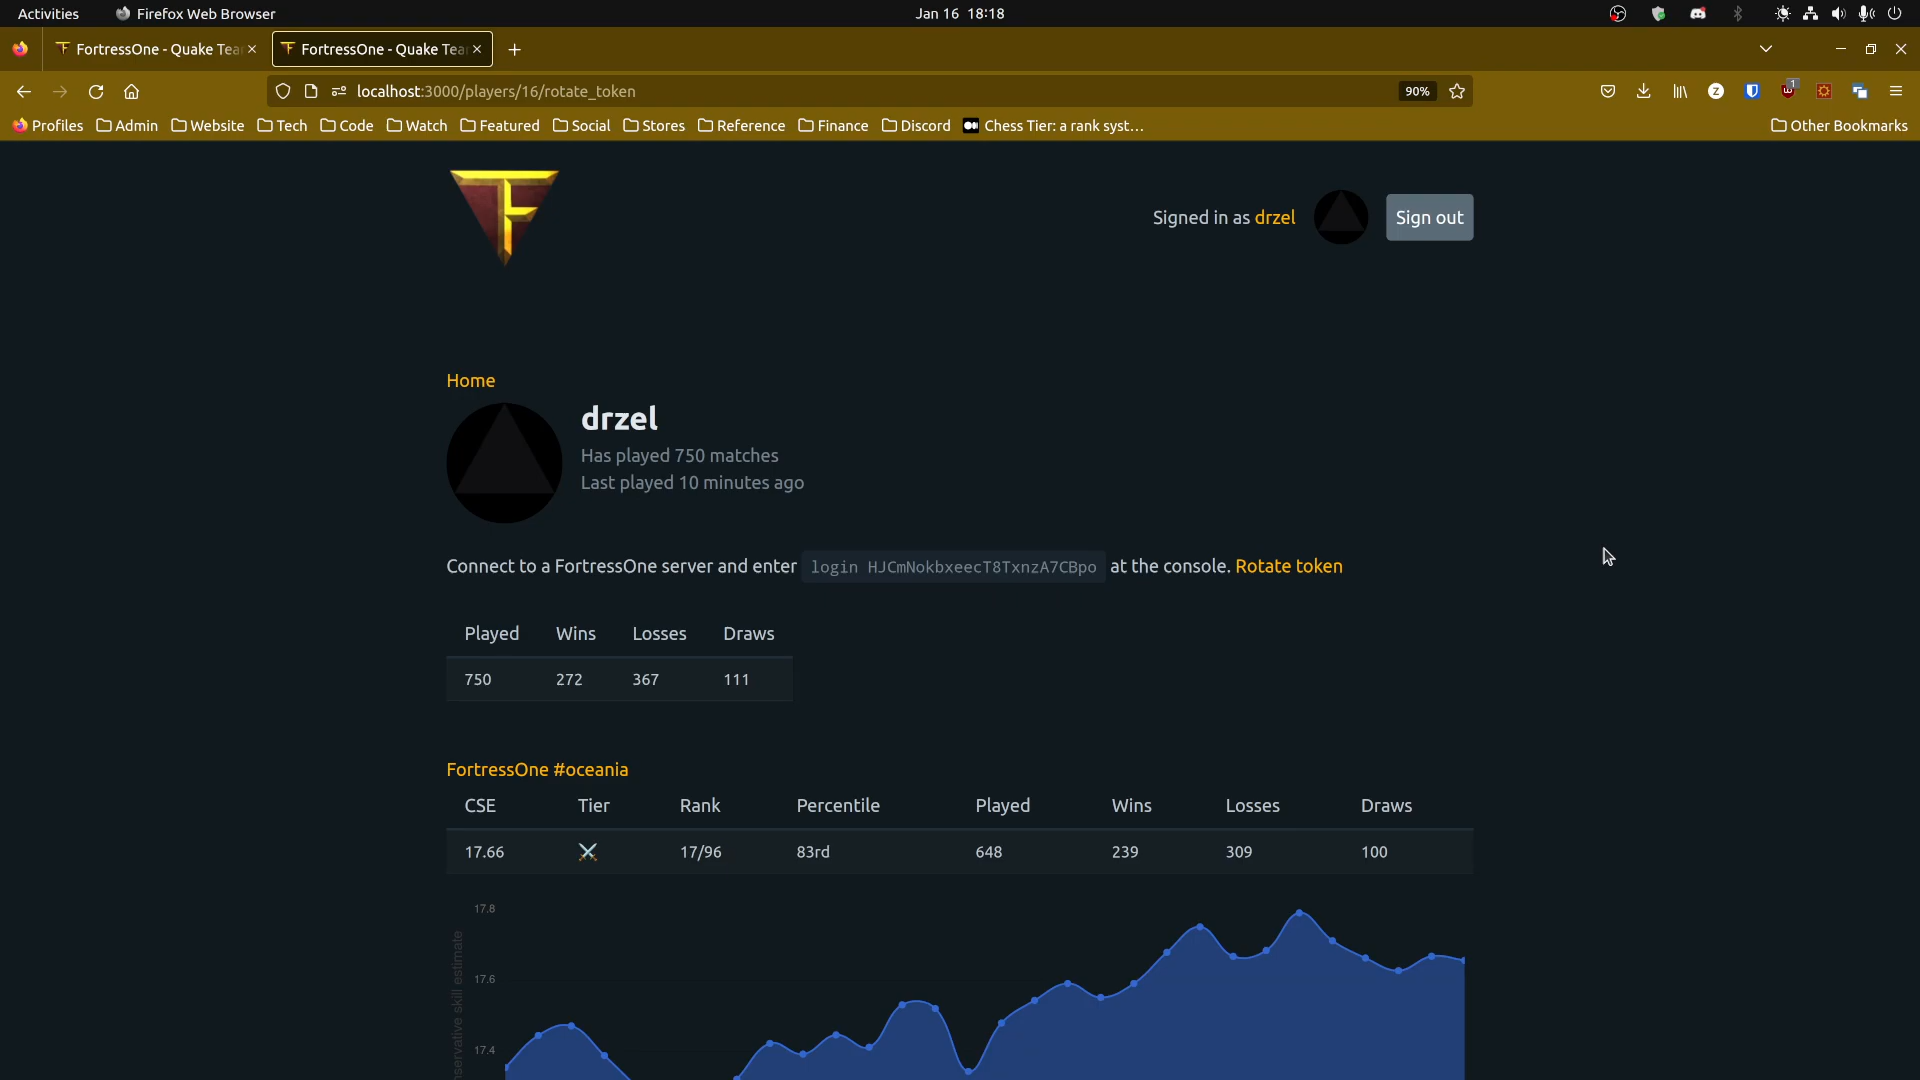 Activities Firefox Web Browser Jan 16 18:18
FortressOne - Quake Tea FortressOne - Quake Tea
localhost:3000/players/16/rotate_token 90% 1
Profiles Admin Website Tech Code Watch Featured Social Stores Reference Finance Discord Chess Tier: a rank syst… Other Bookmarks
Signed in as drzel Sign out
Home
drzel
Has played 750 matches
Last played 10 minutes ago
Connect to a FortressOne server and enter login HJCmNokbxeecT8TxnzA7CBpo at the console. Rotate token
Played Wins Losses Draws
750 272 367 111
FortressOne #oceania
CSE Tier Rank Percentile Played Wins Losses Draws
17.66 17/96 83rd 648 239 309 100
17.8
17.6
17.4
servative skill estimate